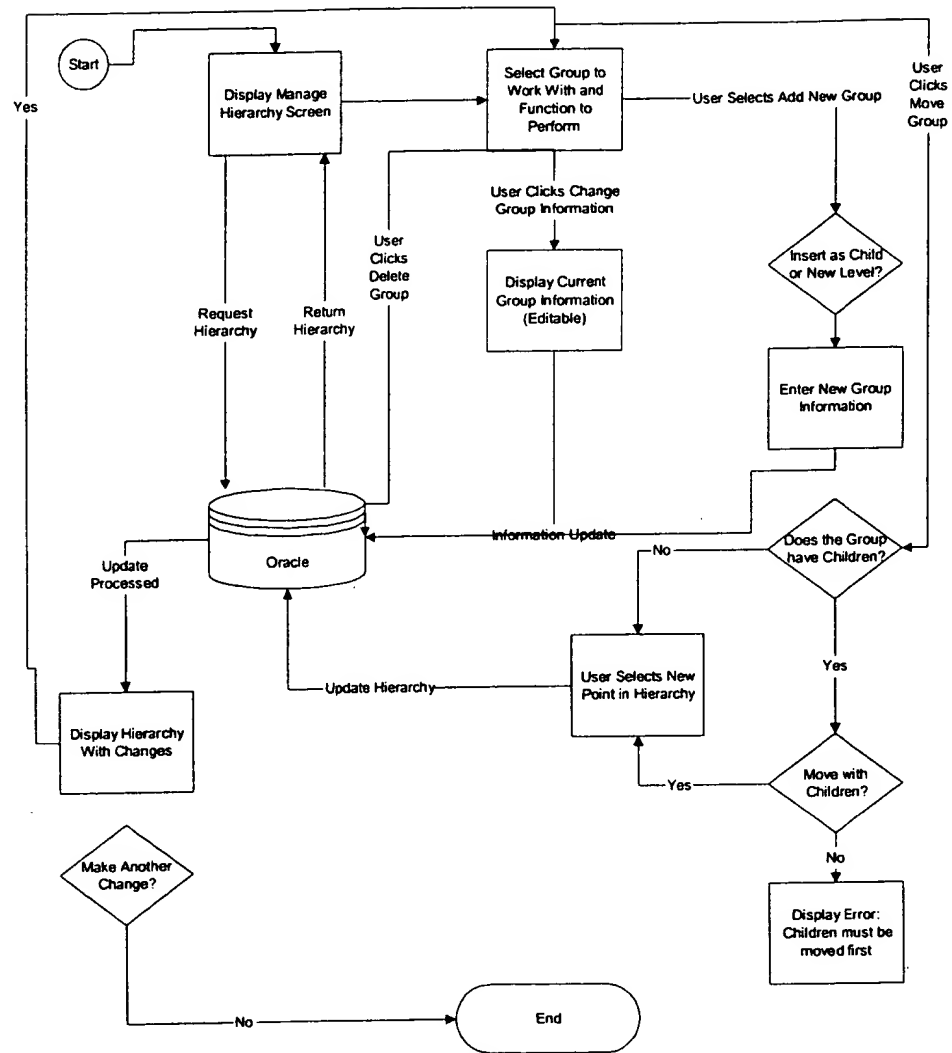 Start
Yes
Display Manage
Hierarchy Screen
Select Group to
Work With and
Function to
Perform
User Selects Add New Group
User
Clicks
Move
Group
User Clicks Change
Group Information
User
Clicks
Delete
Group
Insert as Child
or New Level?
Display Current
Group Information
(Editable)
Request
Hierarchy
Return
Hierarchy
Enter New Group
Information
Oracle
Information Update
No
Does the Group
have Children?
Update
Processed
Yes
Update Hierarchy
User Selects New
Point in Hierarchy
Display Hierarchy
With Changes
Yes
Move with
Children?
No
Make Another
Change?
Display Error:
Children must be
moved first
No
End